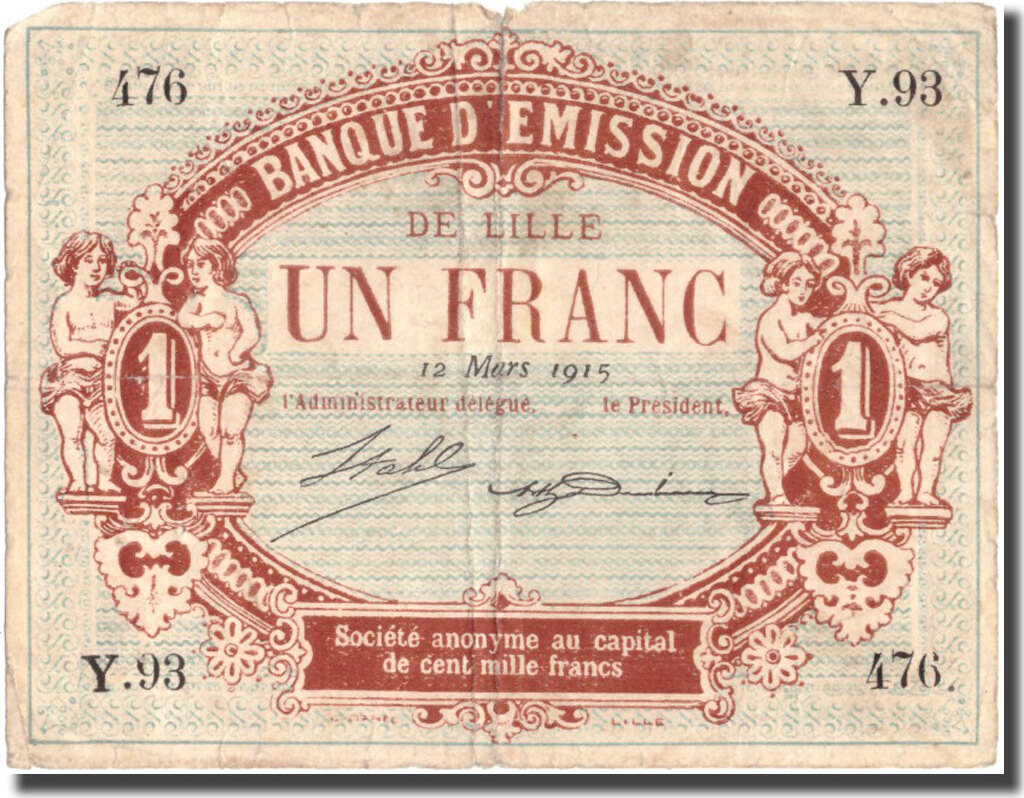 476 Y.93
BANQUE D'EMISSION
DE LILLE
UN FRANC
12 Mars 1915
l'Administrateur délégué, le Président,
1 1
Société anonyme au capital
de cent mille francs
Y.93 476.
LILLE